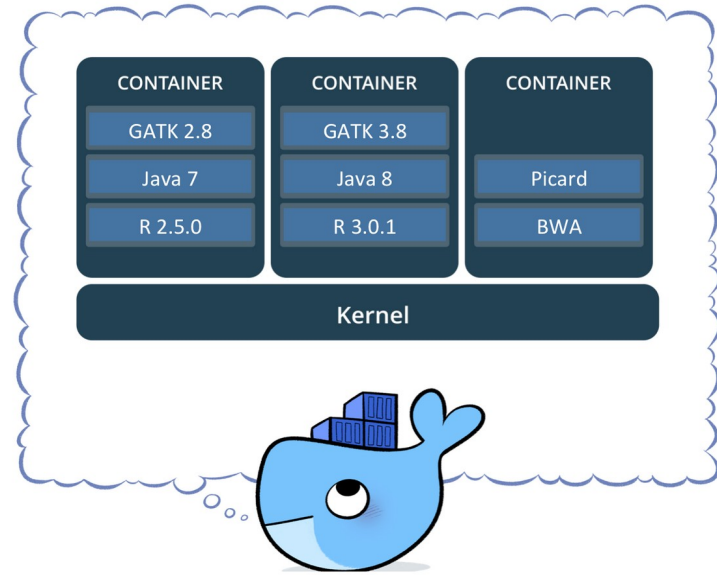 CONTAINER
GATK 2.8
Java 7
R 2.5.0
CONTAINER
GATK 3.8
Java 8
R 3.0.1
CONTAINER
Picard
BWA
Kernel